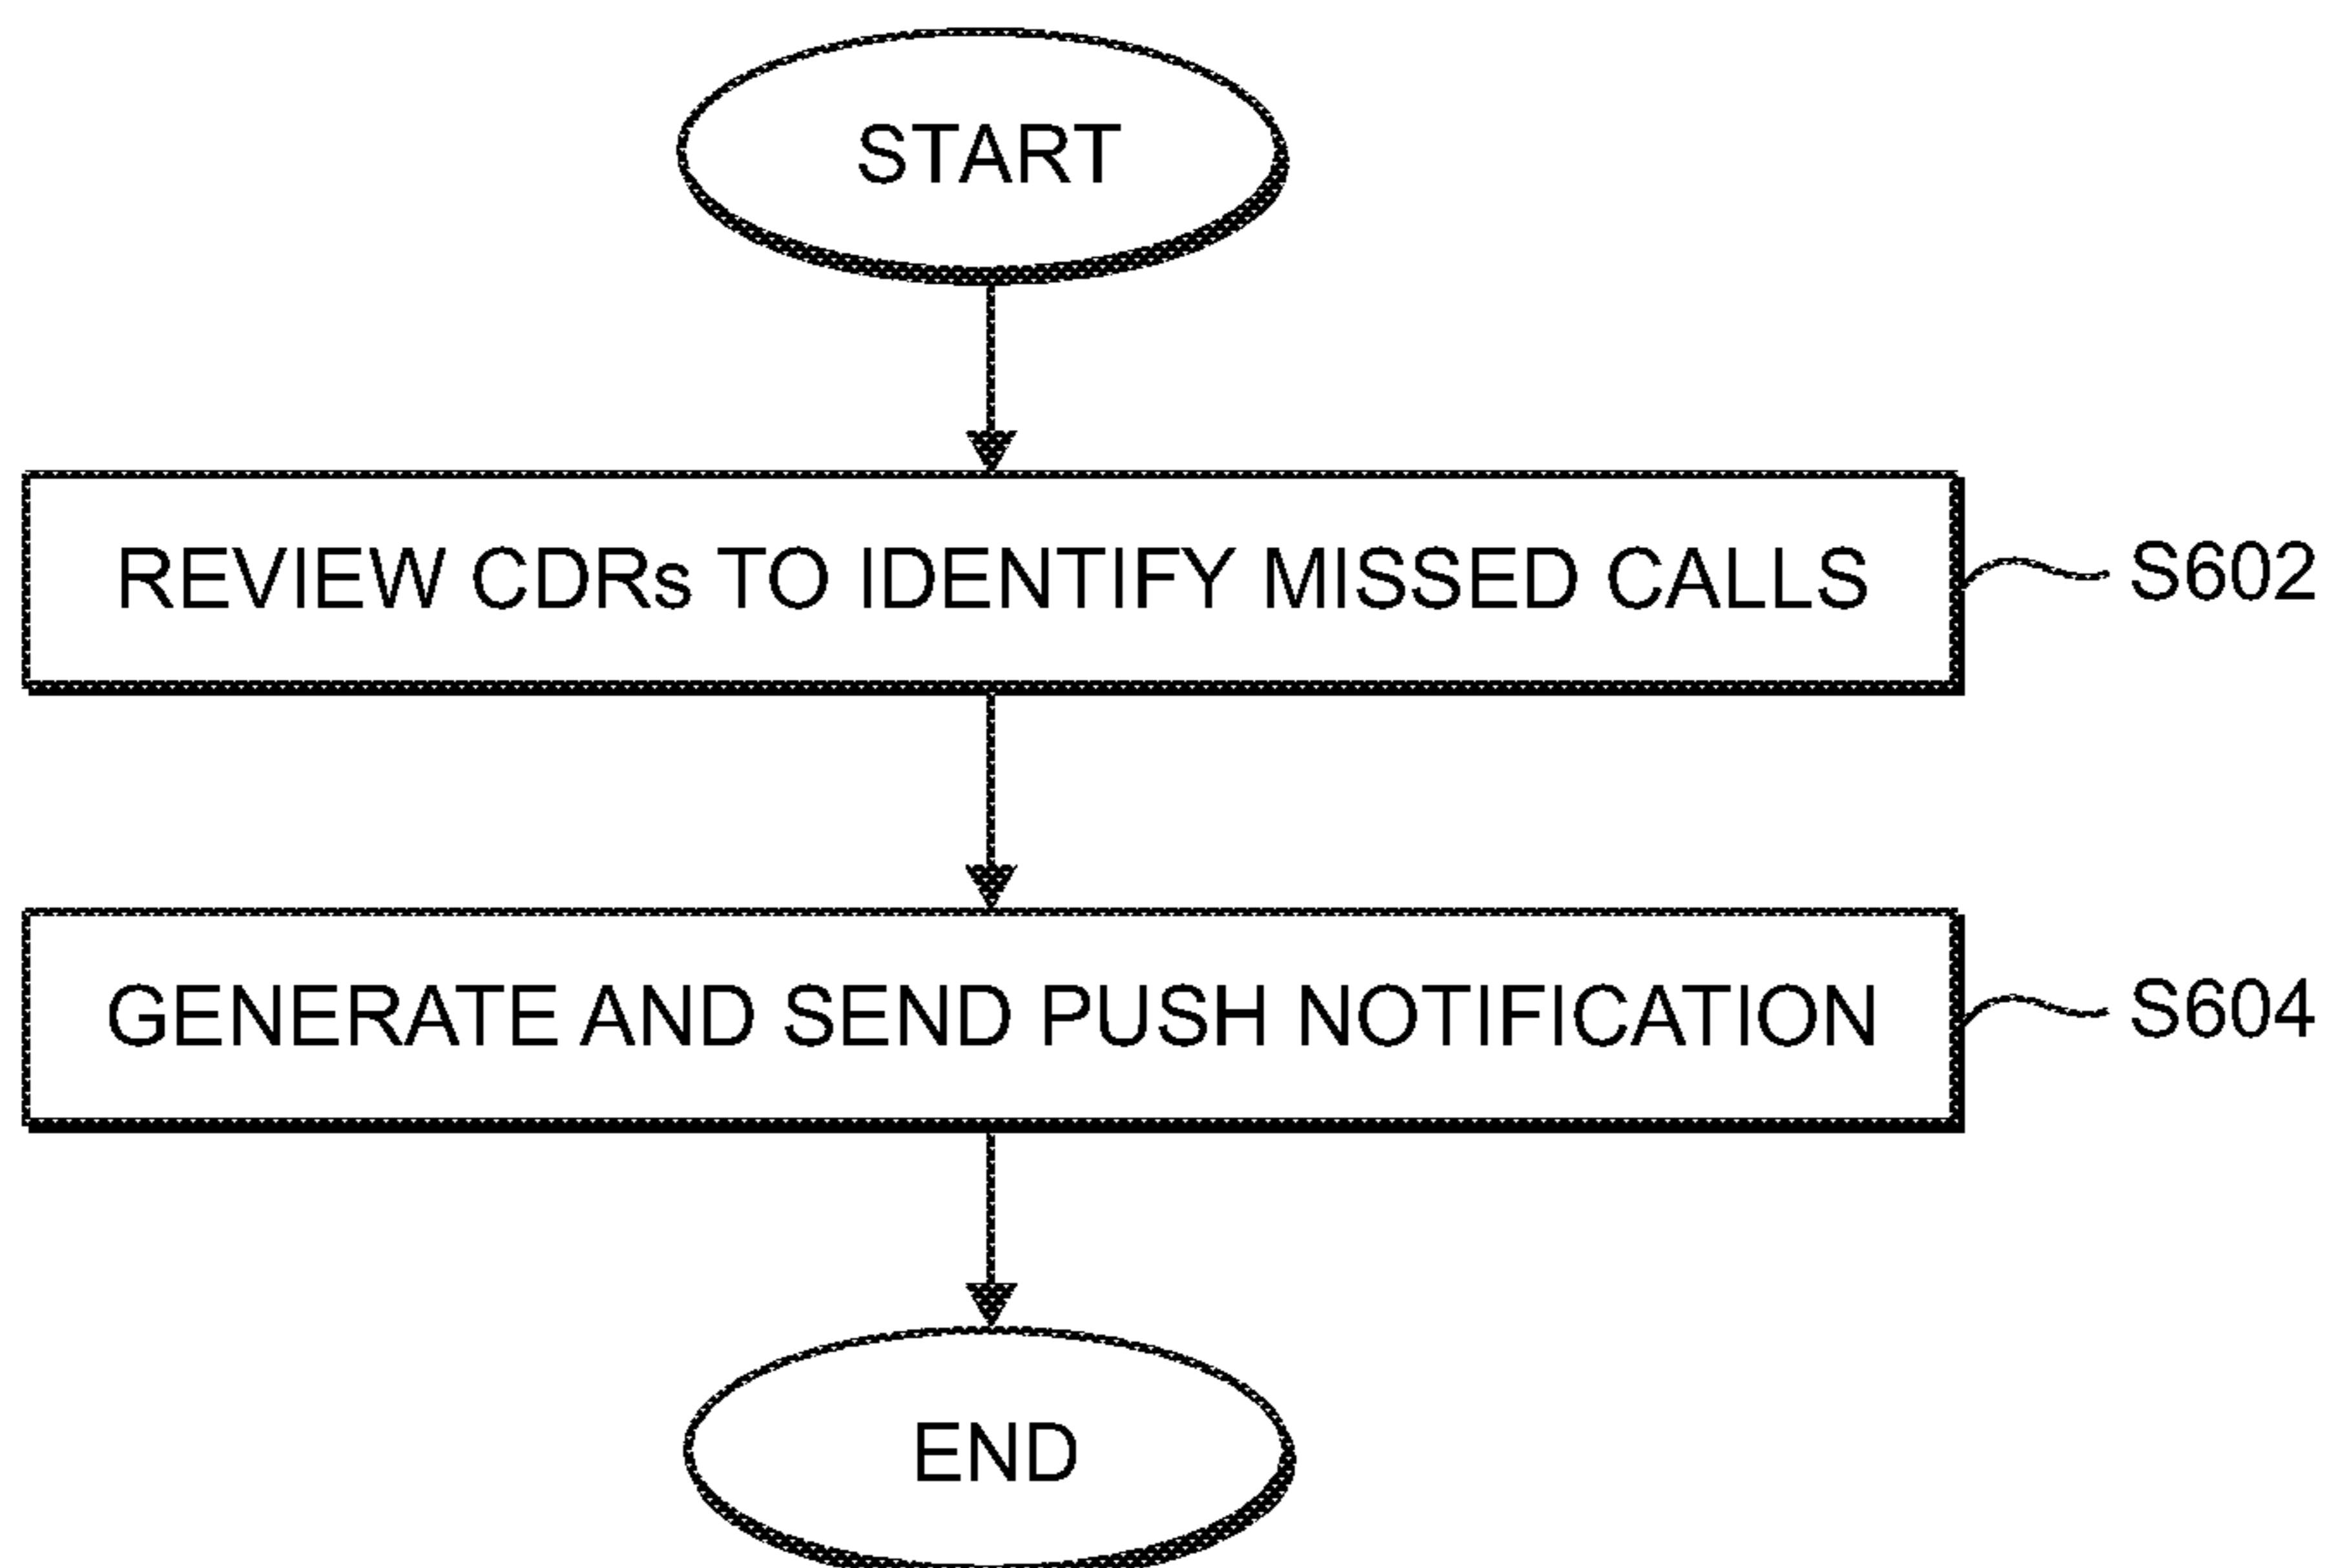 START
REVIEW CDRs TO IDENTIFY MISSED CALLS
S602
GENERATE AND SEND PUSH NOTIFICATION
S604
END